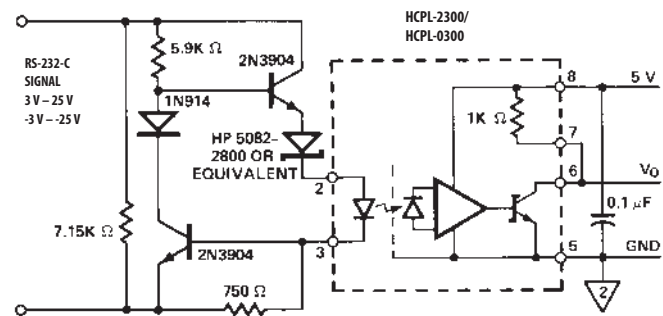 HCPL-2300/
HCPL-0300
RS-232-C
SIGNAL
3 V – 25 V
-3 V – -25 V
5.9K Ω
2N3904
1N914
HP 5082-
2800 OR
EQUIVALENT
7.15K Ω
2N3904
750 Ω
2
3
1K Ω
8
7
6
5
5 V
VO
0.1 µF
GND
2